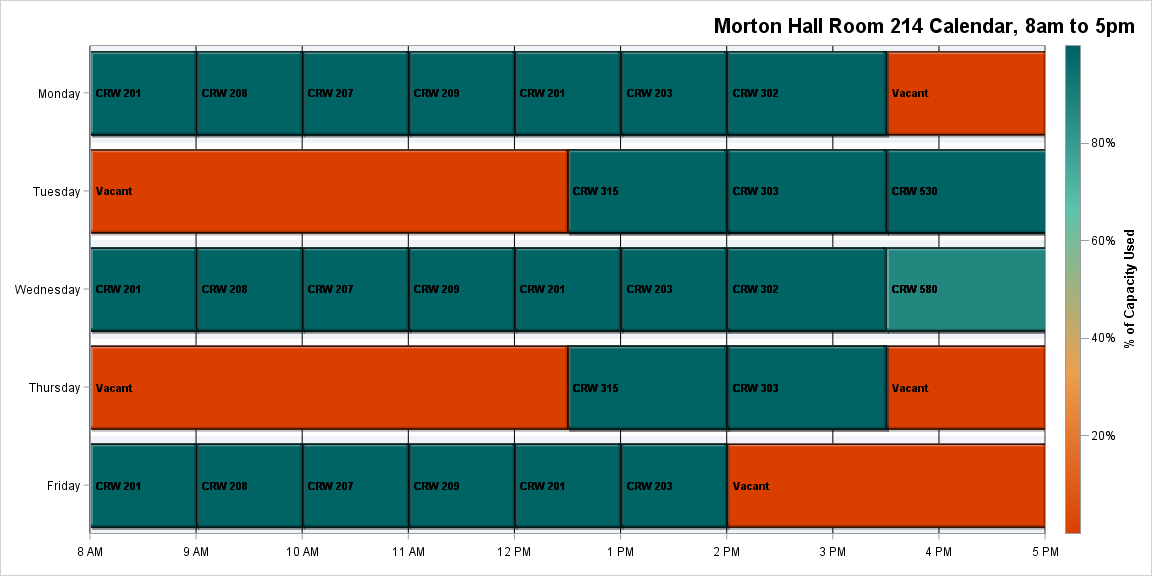 Morton Hall Room 214 Calendar, 8am to 5pm
Monday
CRW 201
CRW 208
CRW 207
CRW 209
CRW 201
CRW 203
CRW 302
Vacant
Tuesday
Vacant
CRW 315
CRW 303
CRW 530
Wednesday
CRW 201
CRW 208
CRW 207
CRW 209
CRW 201
CRW 203
CRW 302
CRW 580
Thursday
Vacant
CRW 315
CRW 303
Vacant
Friday
CRW 201
CRW 208
CRW 207
CRW 209
CRW 201
CRW 203
Vacant
8 AM
9 AM
10 AM
11 AM
12 PM
1 PM
2 PM
3 PM
4 PM
5 PM
80%
60%
40%
20%
% of Capacity Used